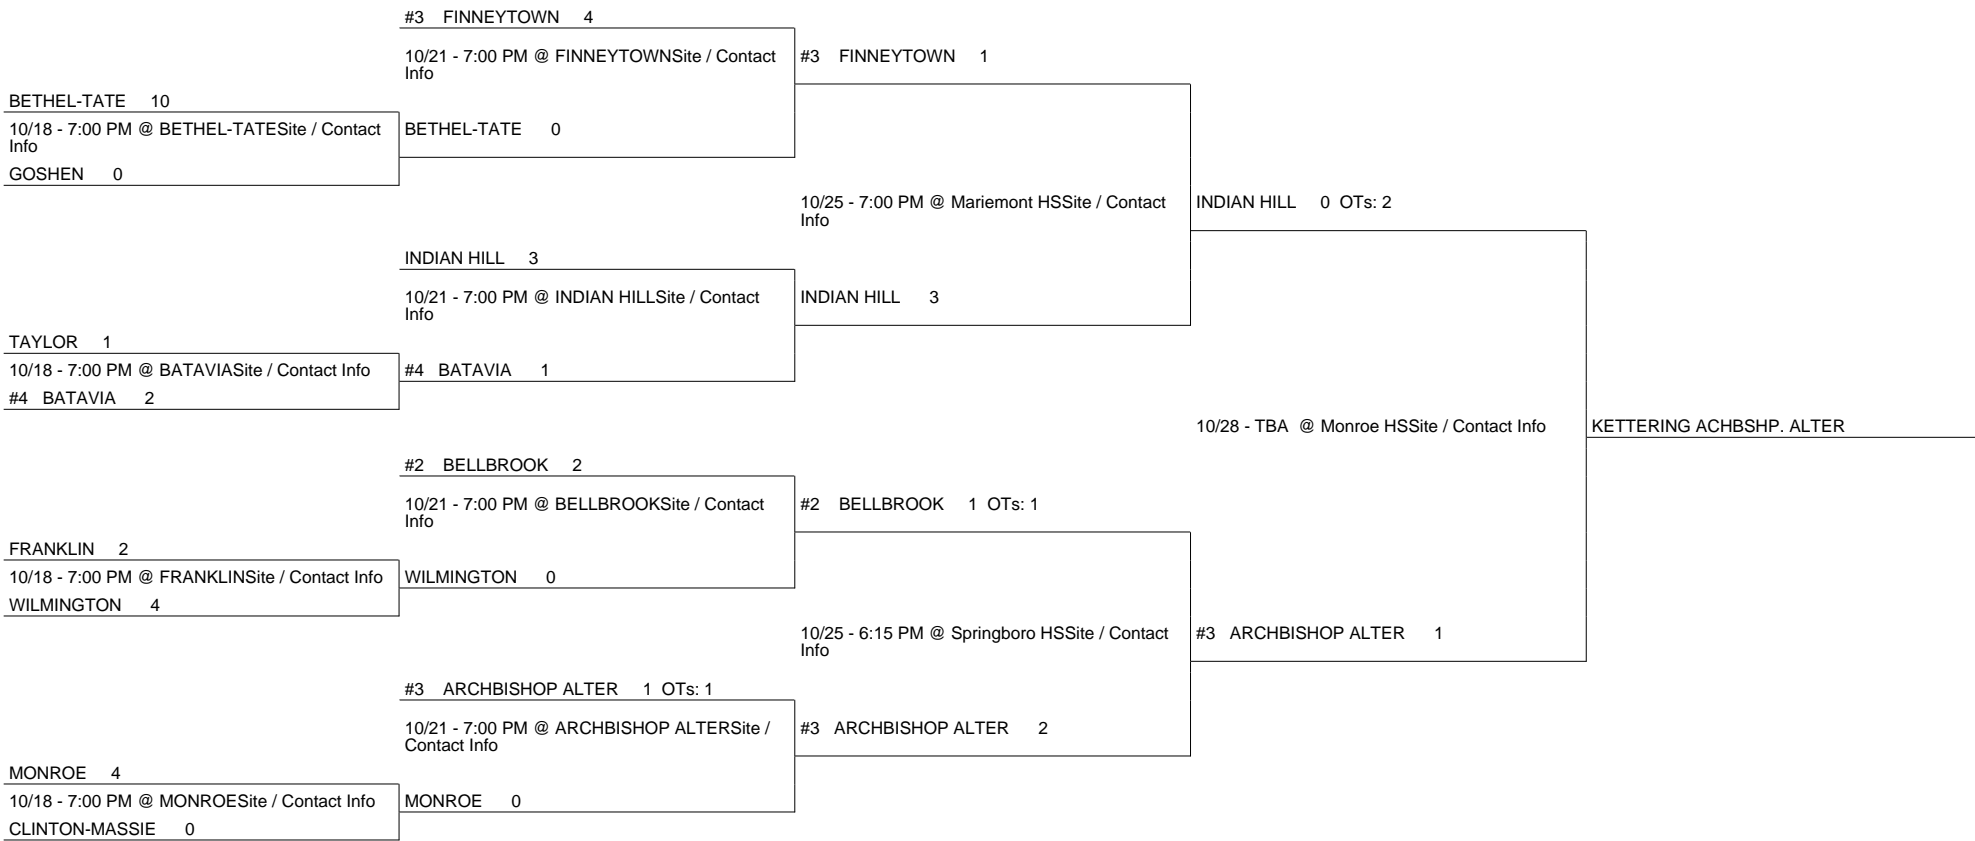 #3 FINNEYTOWN 4
10/21 - 7:00 PM @ FINNEYTOWNSite / Contact
Info
#3 FINNEYTOWN 1
BETHEL-TATE 10
10/18 - 7:00 PM @ BETHEL-TATESite / Contact
Info
BETHEL-TATE 0
GOSHEN 0
10/25 - 7:00 PM @ Mariemont HSSite / Contact
Info
INDIAN HILL 0 OTs: 2
INDIAN HILL 3
10/21 - 7:00 PM @ INDIAN HILLSite / Contact
Info
INDIAN HILL 3
TAYLOR 1
10/18 - 7:00 PM @ BATAVIASite / Contact Info
#4 BATAVIA 1
#4 BATAVIA 2
10/28 - TBA @ Monroe HSSite / Contact Info
KETTERING ACHBSHP. ALTER
#2 BELLBROOK 2
10/21 - 7:00 PM @ BELLBROOKSite / Contact
Info
#2 BELLBROOK 1 OTs: 1
FRANKLIN 2
10/18 - 7:00 PM @ FRANKLINSite / Contact Info
WILMINGTON 0
WILMINGTON 4
10/25 - 6:15 PM @ Springboro HSSite / Contact
Info
#3 ARCHBISHOP ALTER 1
#3 ARCHBISHOP ALTER 1 OTs: 1
10/21 - 7:00 PM @ ARCHBISHOP ALTERSite /
Contact Info
#3 ARCHBISHOP ALTER 2
MONROE 4
10/18 - 7:00 PM @ MONROESite / Contact Info
MONROE 0
CLINTON-MASSIE 0